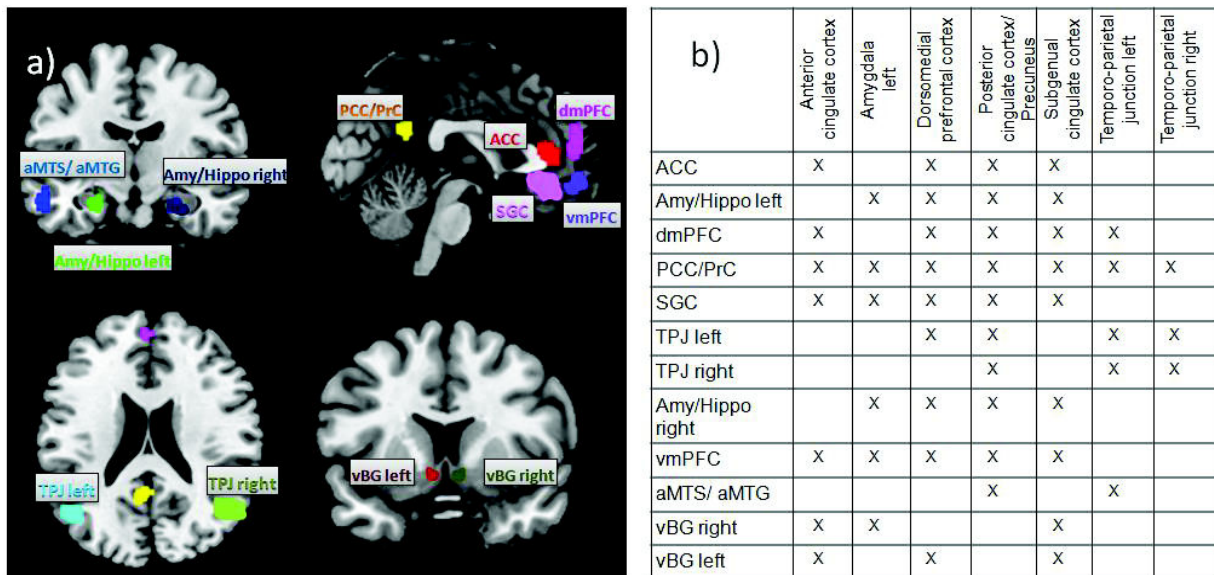 a)
PCC/PrC
dmPFC
ACC
aMTS/ aMTG
Amy/Hippo right
SGC
vmPFC
Amy/Hippo left
TPJ left
TPJ right
vBG left
vBG right
b)
Anterior
cingulate cortex
Amygdala
left
Dorsomedial
prefrontal cortex
Posterior
cingulate cortex/
Precuneus
Subgenual
cingulate cortex
Temporo-parietal
junction left
Temporo-parietal
junction right
ACC X X X X
Amy/Hippo left X X X X
dmPFC X X X X X
PCC/PrC X X X X X X X
SGC X X X X X
TPJ left X X X X
TPJ right X X X
Amy/Hippo
right X X X X
vmPFC X X X X X
aMTS/ aMTG X X
vBG right X X X
vBG left X X X